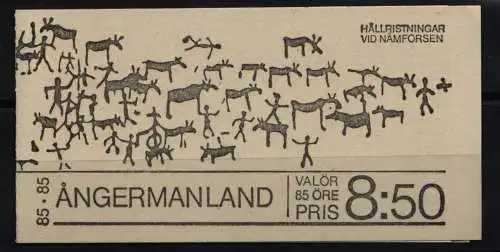 HÄLLRISTNINGAR
VID NÄMFORSEN
85 • 85
ÅNGERMANLAND
VALÖR
85 ÖRE
PRIS
8:50